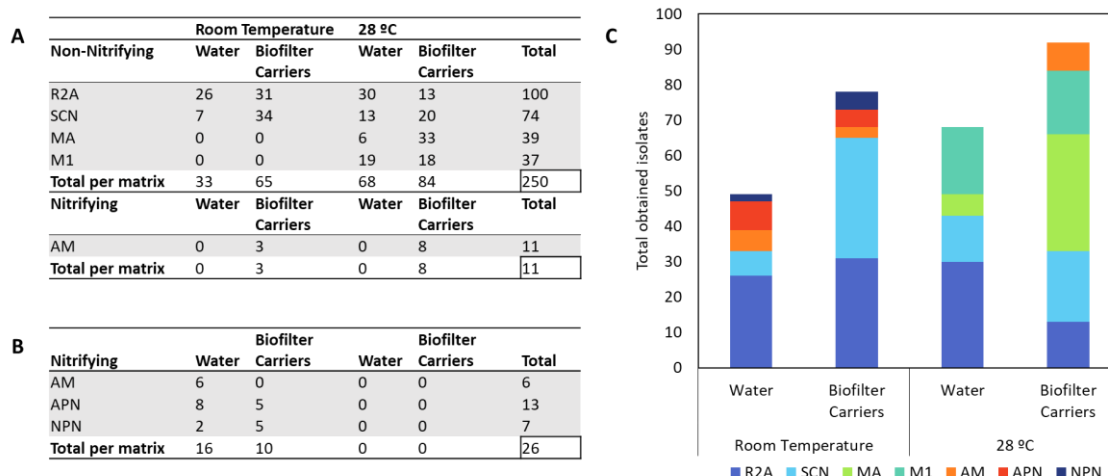 A
Room Temperature 28 ºC
Non-Nitrifying Water Biofilter Carriers Water Biofilter Carriers Total
R2A 26 31 30 13 100
SCN 7 34 13 20 74
MA 0 0 6 33 39
M1 0 0 19 18 37
Total per matrix 33 65 68 84 250
Nitrifying Water Biofilter Carriers Water Biofilter Carriers Total
AM 0 3 0 8 11
Total per matrix 0 3 0 8 11
B
Nitrifying Water Biofilter Carriers Water Biofilter Carriers Total
AM 6 0 0 0 6
APN 8 5 0 0 13
NPN 2 5 0 0 7
Total per matrix 16 10 0 0 26
C
Total obtained isolates
100
90
80
70
60
50
40
30
20
10
0
Water Biofilter Carriers Water Biofilter Carriers
Room Temperature 28 ºC
R2A SCN MA M1 AM APN NPN